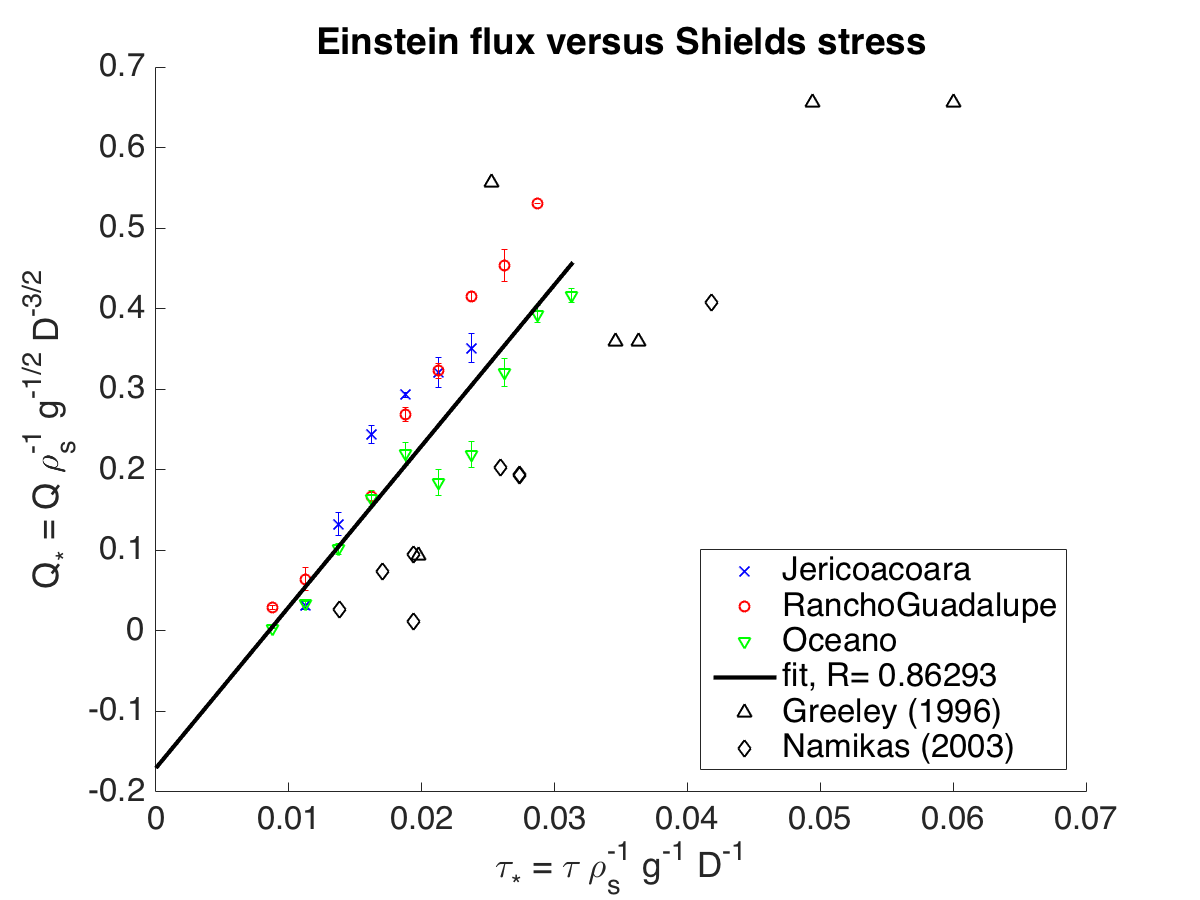 Einstein flux versus Shields stress
0.7
0.6
0.5
0.4
0.3
0.2
0.1
0
-0.1
-0.2
Q* = Q ρs-1 g-1/2 D-3/2
Jericoacoara
RanchoGuadalupe
Oceano
fit, R= 0.86293
Greeley (1996)
Namikas (2003)
0 0.01 0.02 0.03 0.04 0.05 0.06 0.07
τ* = τ ρs-1 g-1 D-1